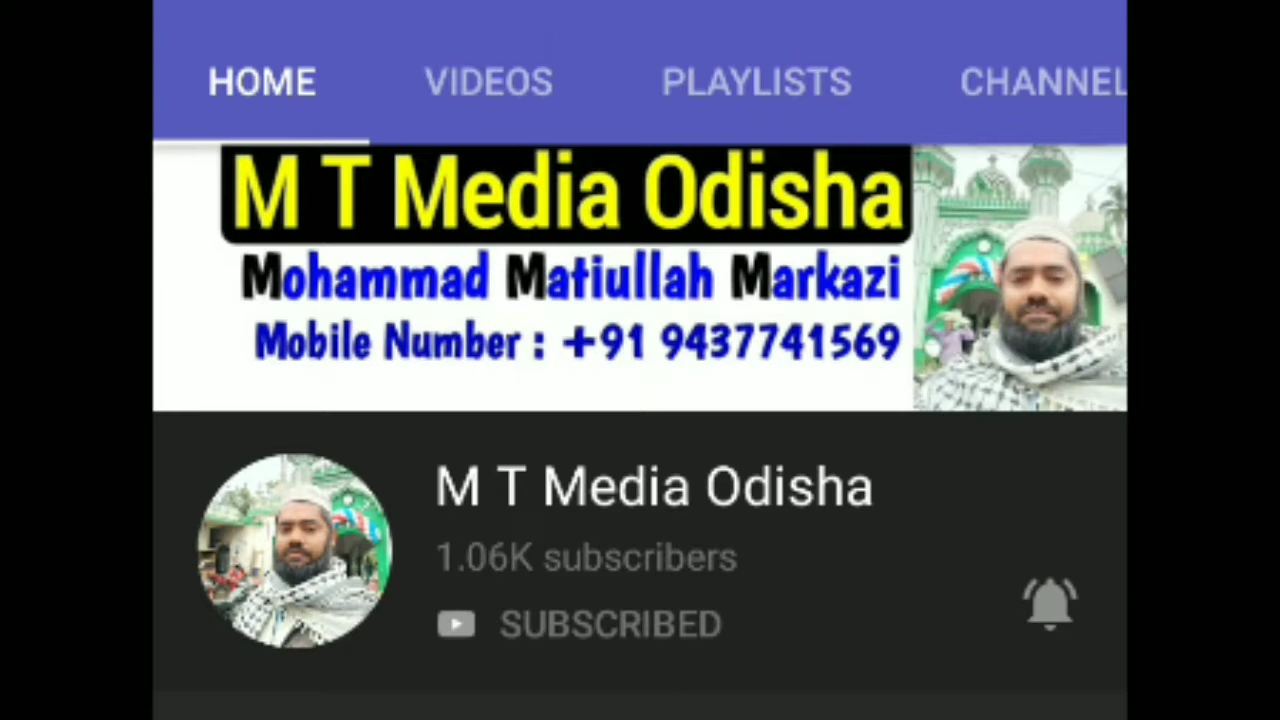 HOME VIDEOS PLAYLISTS CHANNEL
M T Media Odisha
Mohammad Matiullah Markazi
Mobile Number : +91 9437741569
M T Media Odisha
1.06K subscribers
SUBSCRIBED